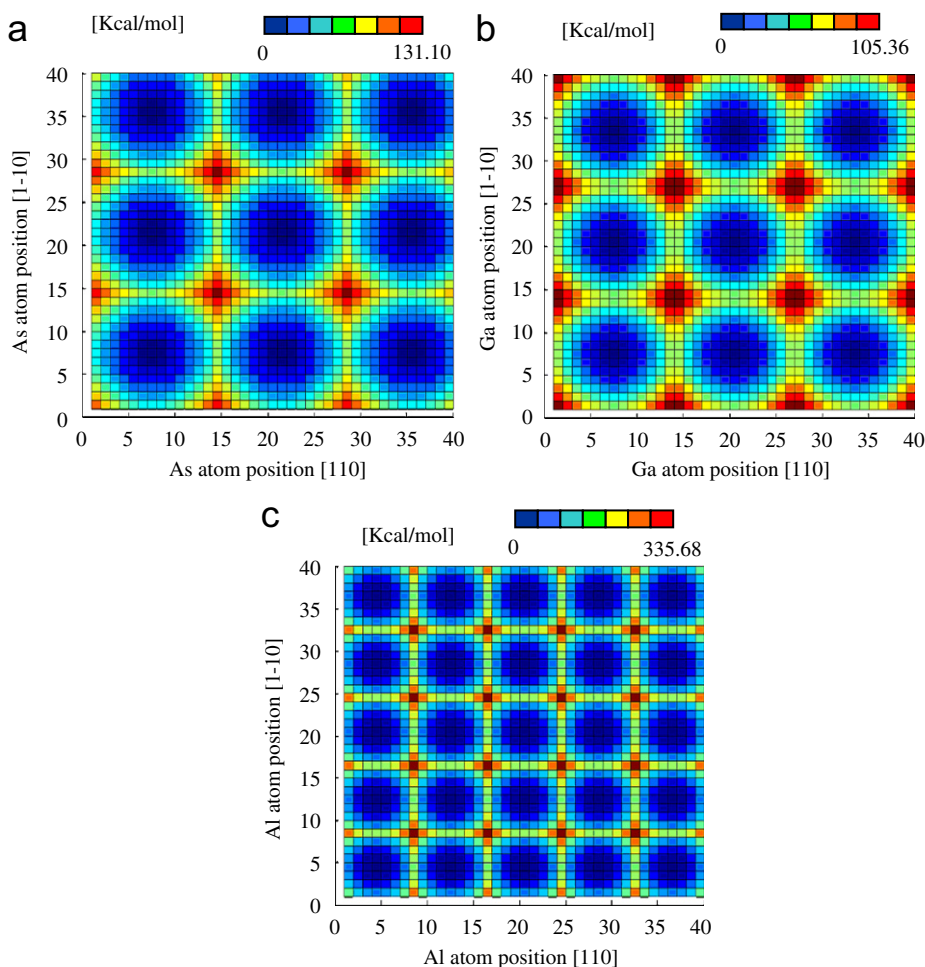 a
[Kcal/mol]
0 131.10
As atom position [1-10]
40
35
30
25
20
15
10
5
0
0 5 10 15 20 25 30 35 40
As atom position [110]
b
[Kcal/mol]
0 105.36
Ga atom position [1-10]
40
35
30
25
20
15
10
5
0
0 5 10 15 20 25 30 35 40
Ga atom position [110]
c
[Kcal/mol]
0 335.68
Al atom position [1-10]
40
35
30
25
20
15
10
5
0
0 5 10 15 20 25 30 35 40
Al atom position [110]